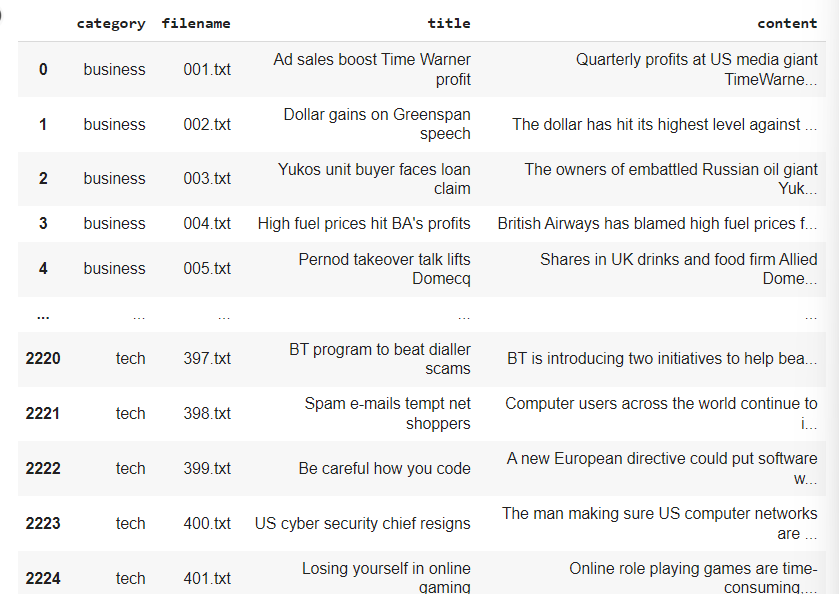 category filename title content
0 business 001.txt Ad sales boost Time Warner profit Quarterly profits at US media giant TimeWarne...
1 business 002.txt Dollar gains on Greenspan speech The dollar has hit its highest level against ...
2 business 003.txt Yukos unit buyer faces loan claim The owners of embattled Russian oil giant Yuk...
3 business 004.txt High fuel prices hit BA's profits British Airways has blamed high fuel prices f...
4 business 005.txt Pernod takeover talk lifts Domecq Shares in UK drinks and food firm Allied Dome...
... ... ... ... ...
2220 tech 397.txt BT program to beat dialler scams BT is introducing two initiatives to help bea...
2221 tech 398.txt Spam e-mails tempt net shoppers Computer users across the world continue to i...
2222 tech 399.txt Be careful how you code A new European directive could put software w...
2223 tech 400.txt US cyber security chief resigns The man making sure US computer networks are ...
2224 tech 401.txt Losing yourself in online gaming Online role playing games are time-consuming,...